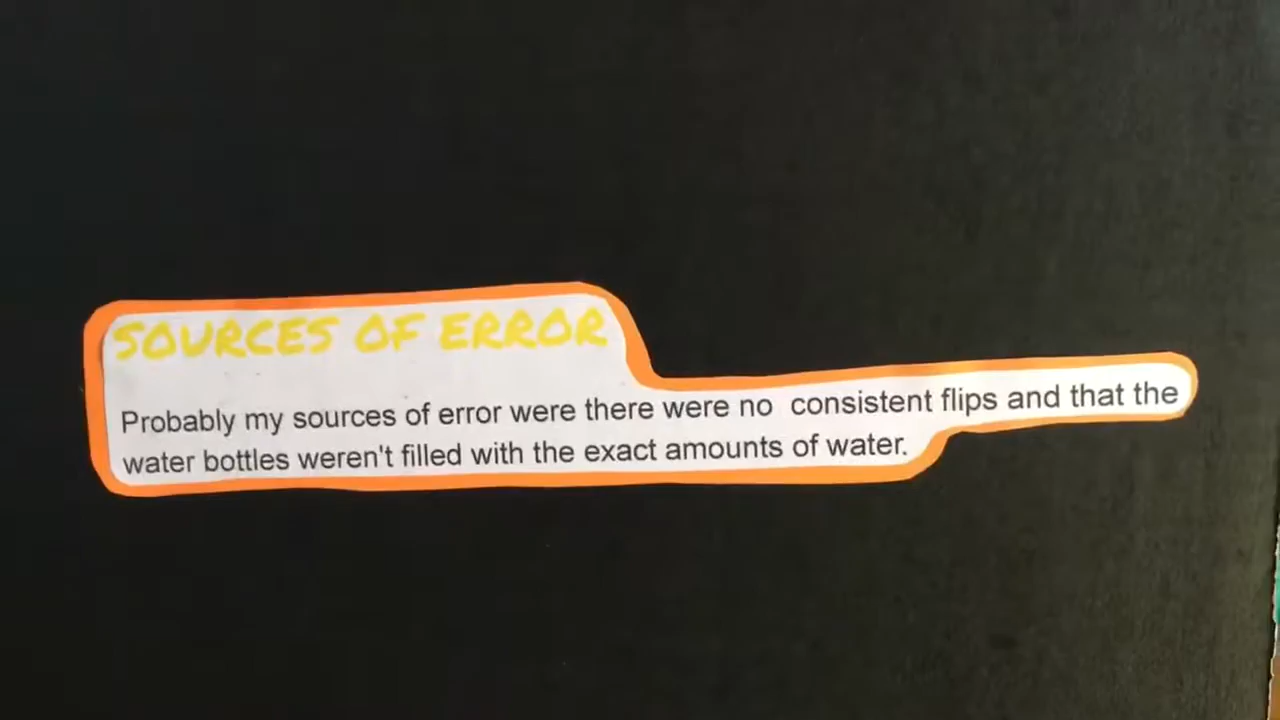 SOURCES OF ERROR
Probably my sources of error were there were no consistent flips and that the
water bottles weren't filled with the exact amounts of water.